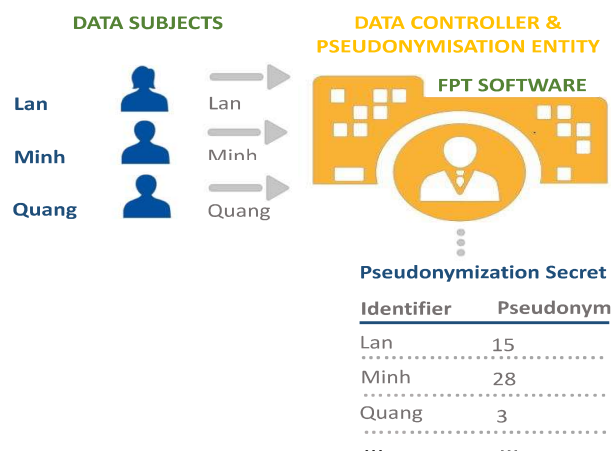 DATA SUBJECTS
DATA CONTROLLER &
PSEUDONYMISATION ENTITY
FPT SOFTWARE
Lan
Lan
Minh
Minh
Quang
Quang
Pseudonymization Secret
Identifier Pseudonym
Lan 15
Minh 28
Quang 3
... ...